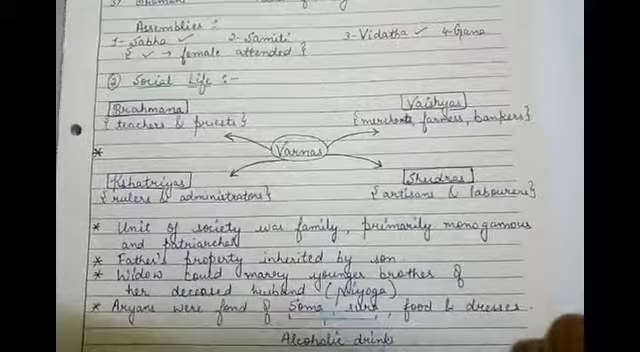 Assemblies :
1- Sabha ✓ 2- Samiti 3- Vidatha ✓ 4- Gana
{ ✓ → female attended }
② Social Life :-
Brahmana Vaishyas
{teachers & priests} {merchants, farmers, bankers}
* Varnas
Kshatriyas Shudras
{rulers & administrators} {artisans & labourers}
* Unit of society was family, primarily monogamous
and patriarchal
* Father's property inherited by son
* Widow could marry younger brother of
her deceased husband (Niyoga)
* Aryans were fond of Soma, sura, food & dresses.
Alcoholic drinks